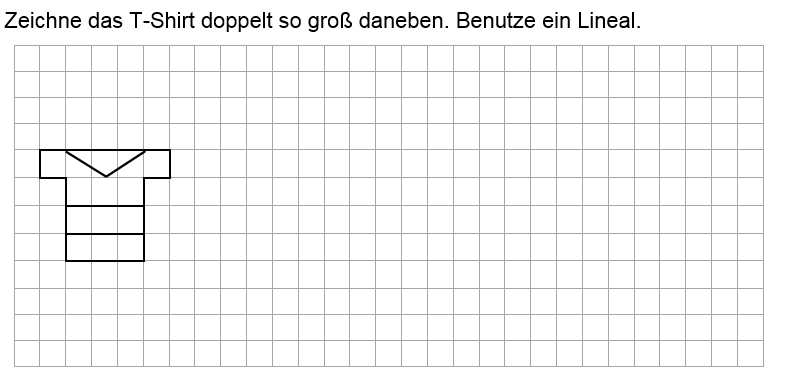 Zeichne das T-Shirt doppelt so groß daneben. Benutze ein Lineal.